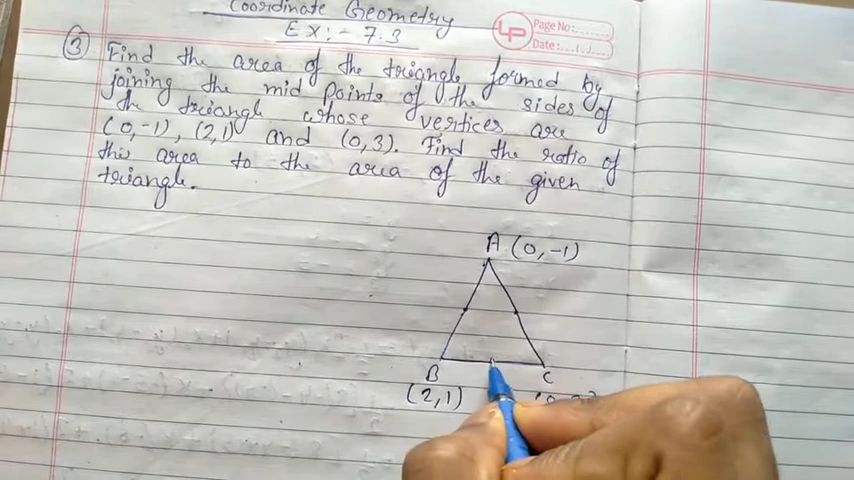 Coordinate Geometry
EX:- 7.3
LP
Page No:
Date:
3 Find the area of the triangle formed by
joining the mid points of the sides of
the triangle whose vertices are
(0,-1), (2,1) and (0,3). Find the ratio of
this area to the area of the given
triangle.
A (0,-1)
B C
(2,1)